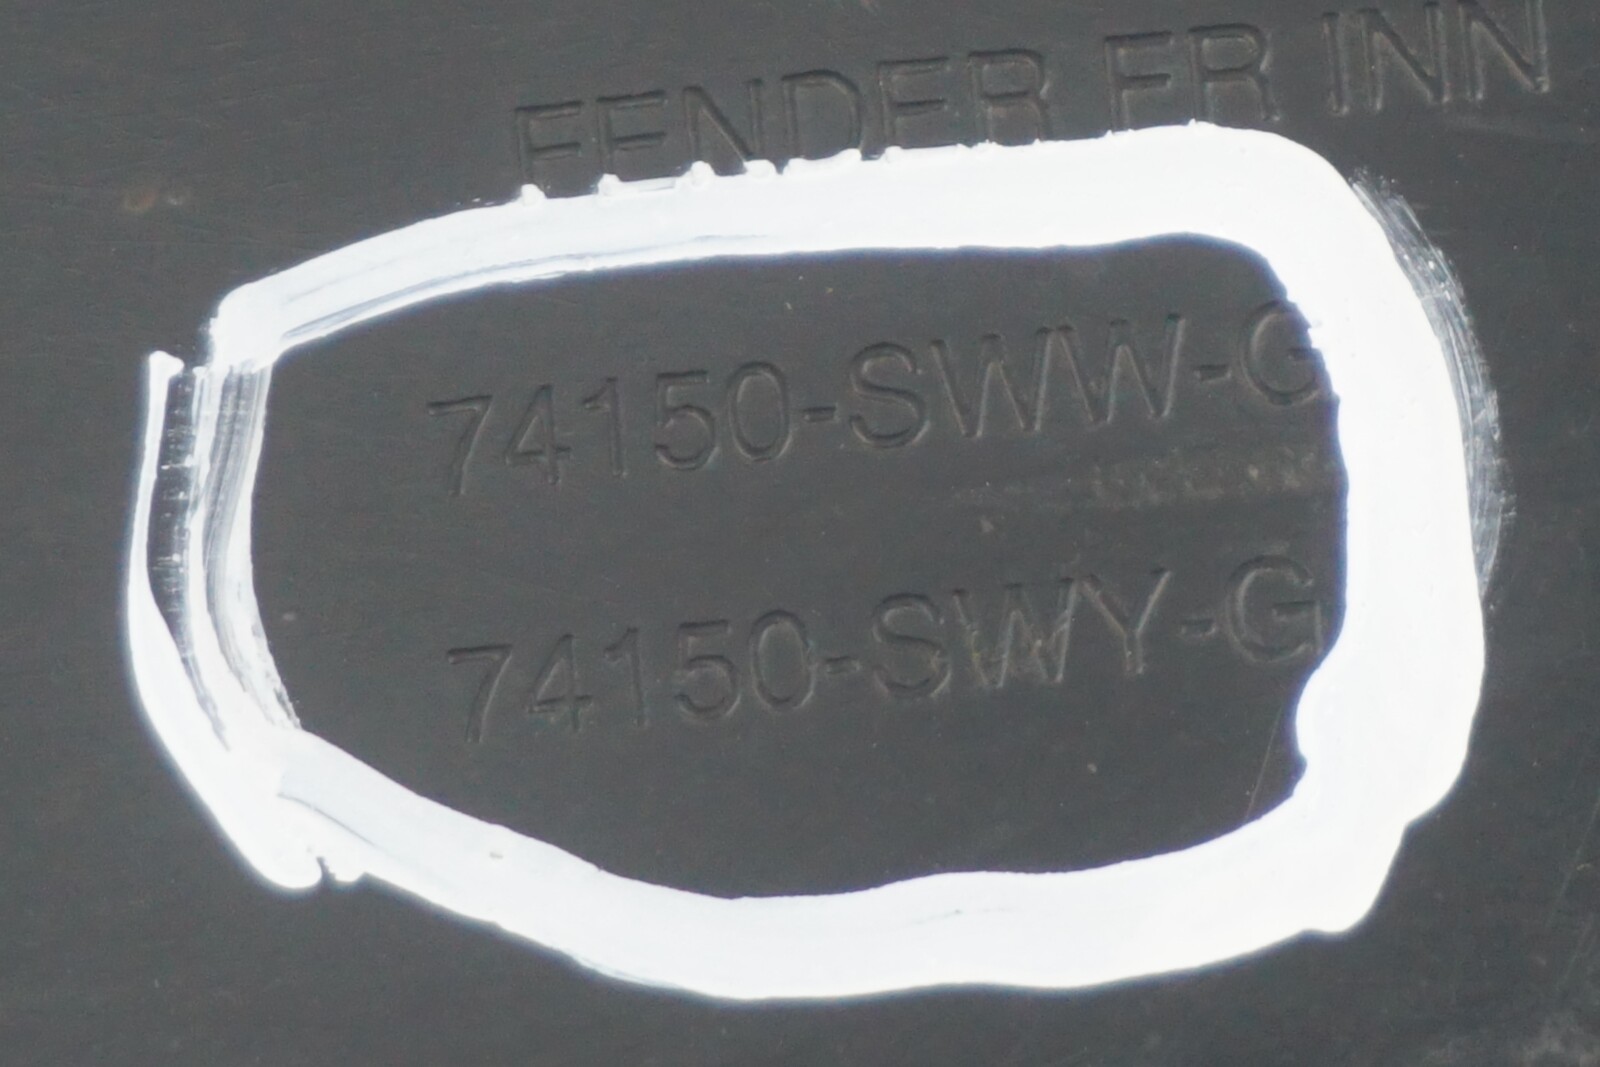 FENDER FR INN
74150-SWW-G
74150-SWY-G